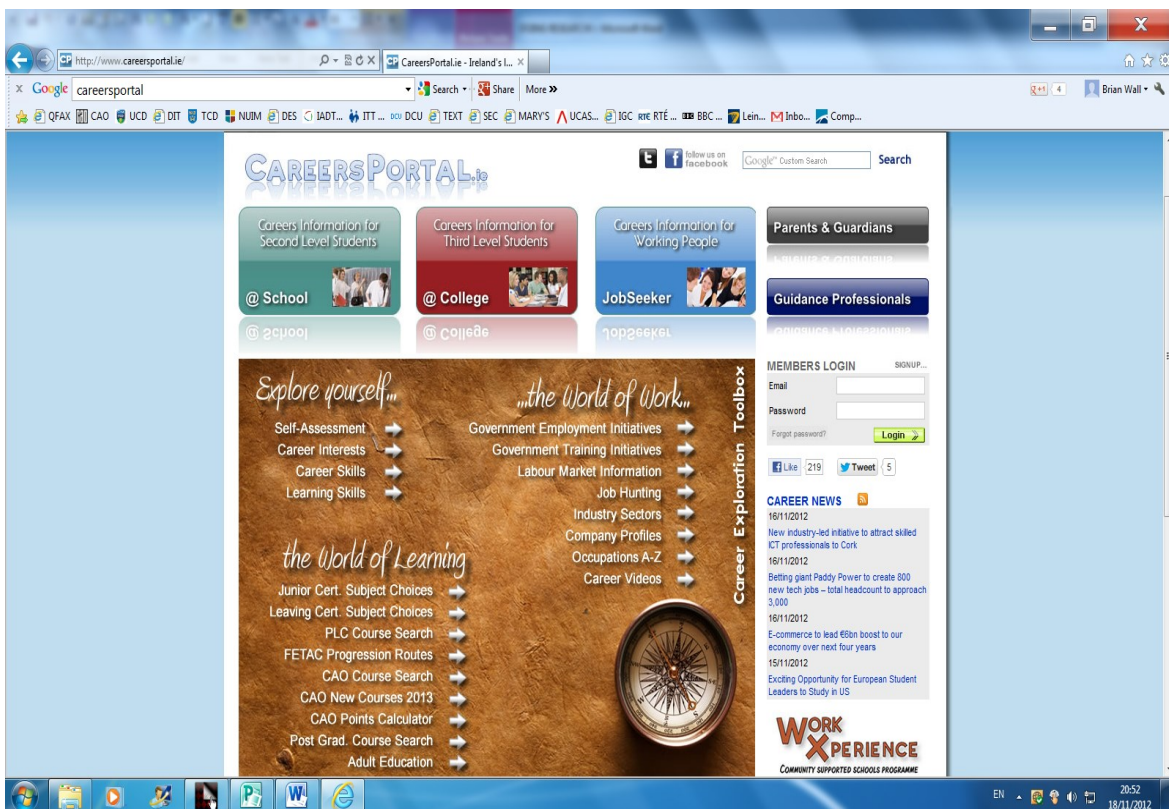 http://www.careersportal.ie/
CareersPortal.ie - Ireland's l...
Google careersportal Search Share More »
g+1 4 Brian Wall
QFAX CAO UCD DIT TCD NUIM DES IADT... ITT ... DCU DCU TEXT SEC MARY'S UCAS... IGC RTE RTÉ ... BBC BBC ... Lein... Inbo... Comp...
CAREERSPORTAL.ie
follow us on
facebook
Google™ Custom Search Search
Careers Information for
Second Level Students
@ School
Careers Information for
Third Level Students
@ College
Careers Information for
Working People
JobSeeker
Parents & Guardians
Guidance Professionals
Explore yourself...
Self-Assessment
Career Interests
Career Skills
Learning Skills
the World of Learning
Junior Cert. Subject Choices
Leaving Cert. Subject Choices
PLC Course Search
FETAC Progression Routes
CAO Course Search
CAO New Courses 2013
CAO Points Calculator
Post Grad. Course Search
Adult Education
...the World of Work...
Government Employment Initiatives
Government Training Initiatives
Labour Market Information
Job Hunting
Industry Sectors
Company Profiles
Occupations A-Z
Career Videos
Career Exploration Toolbox
MEMBERS LOGIN SIGNUP...
Email
Password
Forgot password? Login
Like 219 Tweet 5
CAREER NEWS
16/11/2012
New industry-led initiative to attract skilled
ICT professionals to Cork
16/11/2012
Betting giant Paddy Power to create 800
new tech jobs – total headcount to approach
3,000
16/11/2012
E-commerce to lead €6bn boost to our
economy over next four years
15/11/2012
Exciting Opportunity for European Student
Leaders to Study in US
WORK
XPERIENCE
COMMUNITY SUPPORTED SCHOOLS PROGRAMME
EN
20:52
18/11/2012